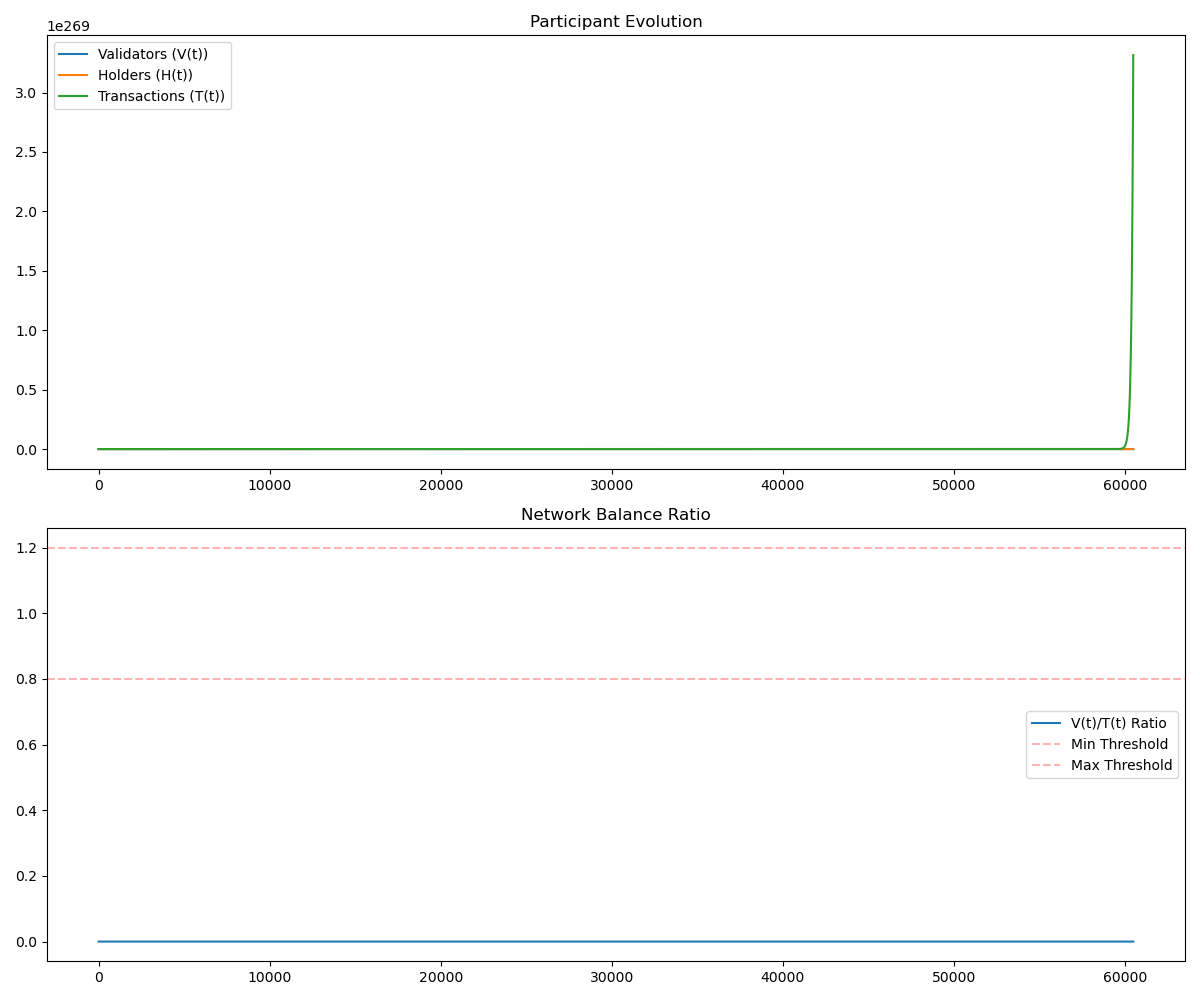 Participant Evolution
1e269
Validators (V(t))
Holders (H(t))
Transactions (T(t))
3.0
2.5
2.0
1.5
1.0
0.5
0.0
0 10000 20000 30000 40000 50000 60000
Network Balance Ratio
1.2
1.0
0.8
0.6
0.4
0.2
0.0
V(t)/T(t) Ratio
Min Threshold
Max Threshold
0 10000 20000 30000 40000 50000 60000